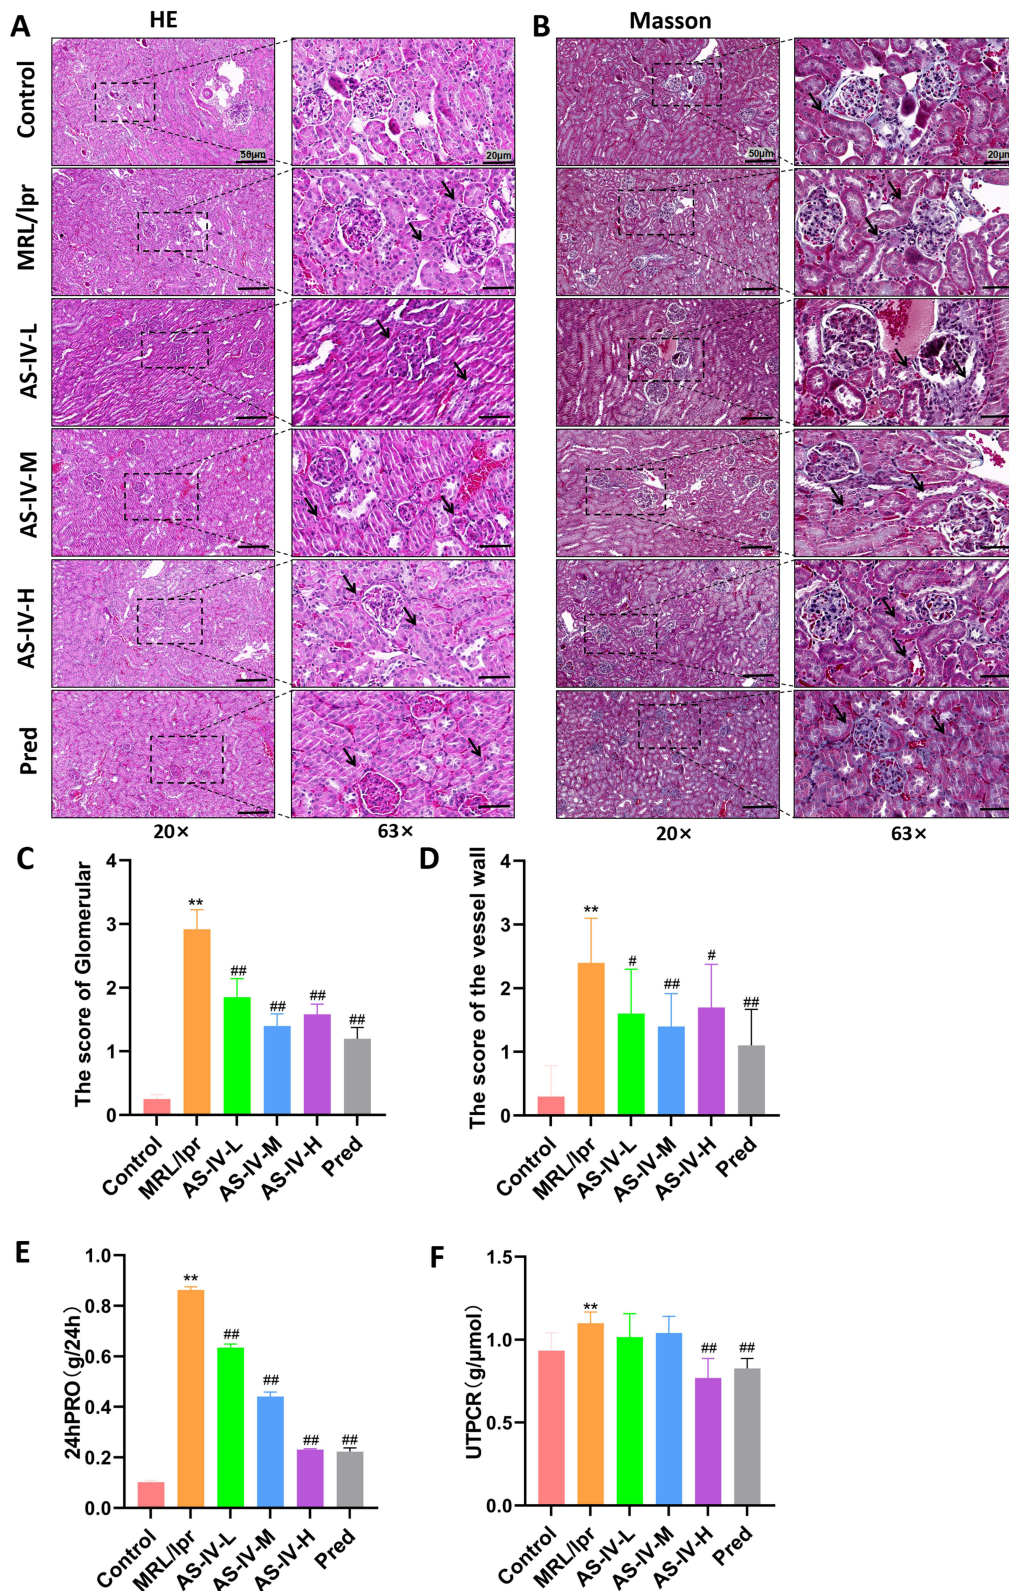 A
HE
B
Masson
Control
50μm
20μm
50μm
20μm
MRL/lpr
AS-IV-L
AS-IV-M
AS-IV-H
Pred
20×
63×
20×
63×
C
The score of Glomerular
4
3
2
1
0
**
##
##
##
##
Control
MRL/lpr
AS-IV-L
AS-IV-M
AS-IV-H
Pred
D
The score of the vessel wall
4
3
2
1
0
**
#
##
#
##
Control
MRL/lpr
AS-IV-L
AS-IV-M
AS-IV-H
Pred
E
24hPRO（g/24h）
1.0
0.8
0.6
0.4
0.2
0.0
**
##
##
##
##
Control
MRL/lpr
AS-IV-L
AS-IV-M
AS-IV-H
Pred
F
UTPCR（g/μmol）
1.5
1.0
0.5
0.0
**
##
##
Control
MRL/lpr
AS-IV-L
AS-IV-M
AS-IV-H
Pred